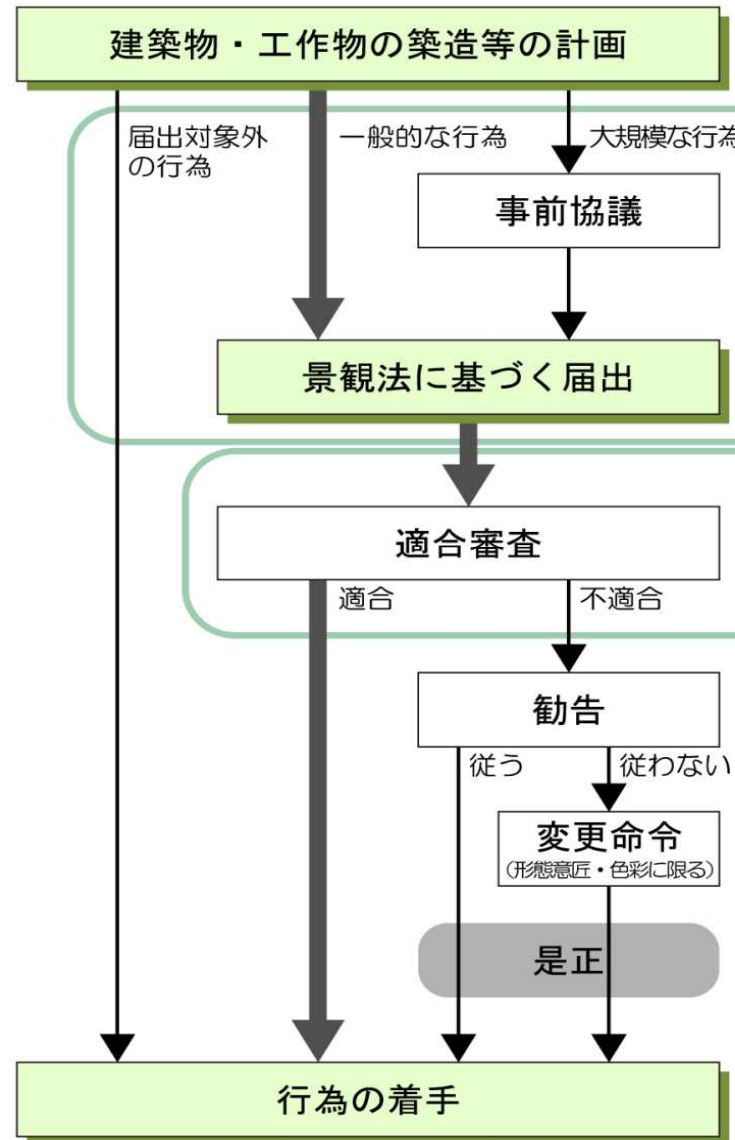 建築物・工作物の築造等の計画
届出対象外
の行為
一般的な行為
大規模な行為
事前協議
景観法に基づく届出
適合審査
適合
不適合
勧告
従う
従わない
変更命令
(形態意匠・色彩に限る)
是正
行為の着手